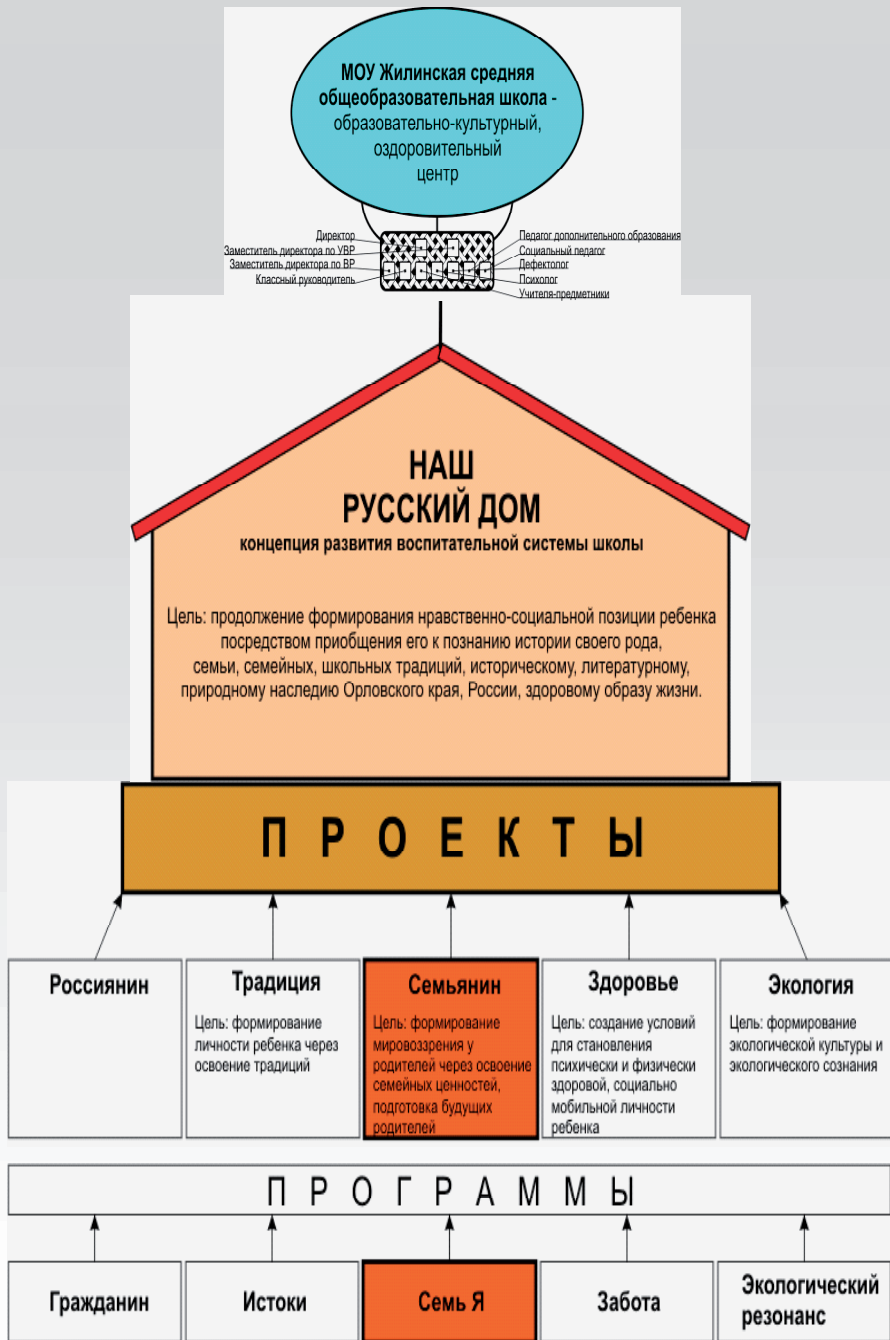 МОУ Жилинская средняя
общеобразовательная школа -
образовательно-культурный,
оздоровительный
центр
Директор
Заместитель директора по УВР
Заместитель директора по ВР
Классный руководитель
Педагог дополнительного образования
Социальный педагог
Дефектолог
Психолог
Учителя-предметники
НАШ
РУССКИЙ ДОМ
концепция развития воспитательной системы школы
Цель: продолжение формирования нравственно-социальной позиции ребенка
посредством приобщения его к познанию истории своего рода,
семьи, семейных, школьных традиций, историческому, литературному,
природному наследию Орловского края, России, здоровому образу жизни.
П Р О Е К Т Ы
Россиянин
Традиция
Цель: формирование
личности ребенка через
освоение традиций
Семьянин
Цель: формирование
мировоззрения у
родителей через освоение
семейных ценностей,
подготовка будущих
родителей
Здоровье
Цель: создание условий
для становления
психически и физически
здоровой, социально
мобильной личности
ребенка
Экология
Цель: формирование
экологической культуры и
экологического сознания
П Р О Г Р А М М Ы
Гражданин
Истоки
Семь Я
Забота
Экологический
резонанс